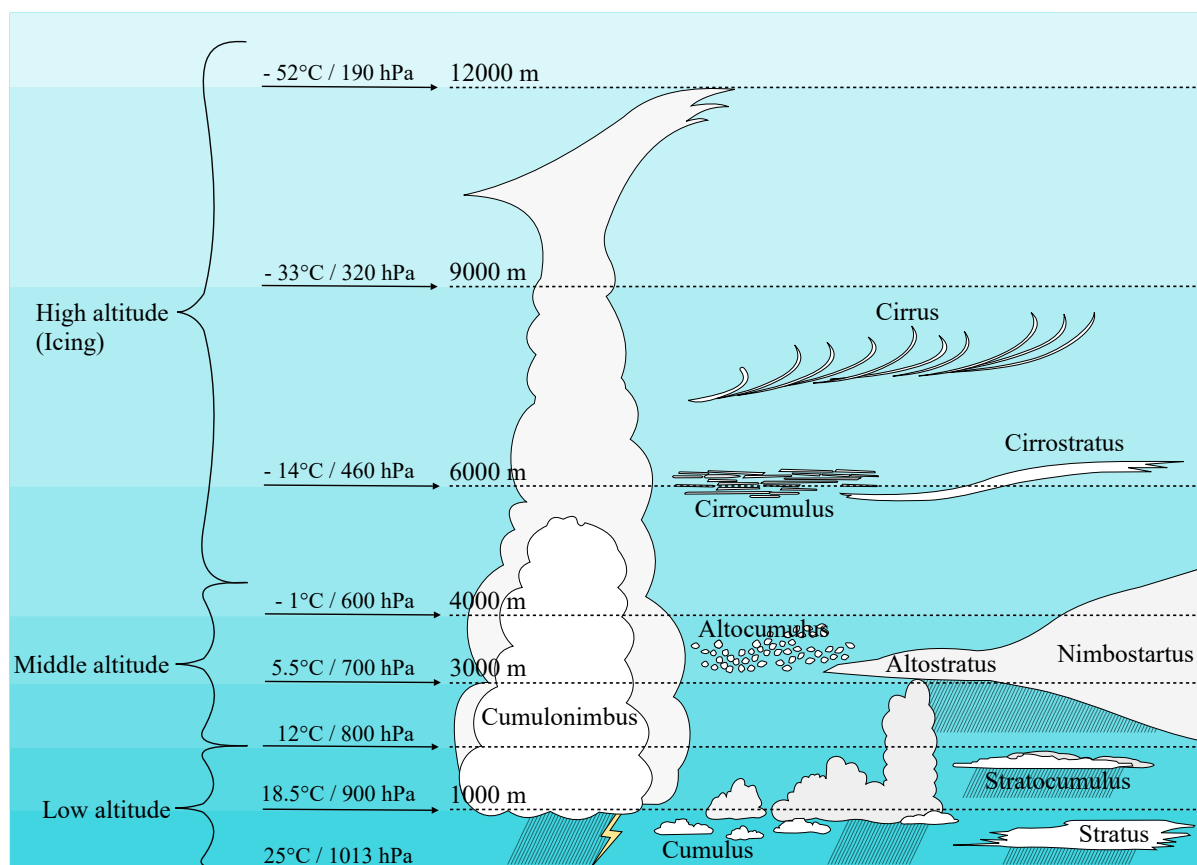 - 52°C / 190 hPa 12000 m
- 33°C / 320 hPa 9000 m
Cirrus
High altitude
(Icing)
Cirrostratus
- 14°C / 460 hPa 6000 m
Cirrocumulus
- 1°C / 600 hPa 4000 m
Altocumulus
Middle altitude
5.5°C / 700 hPa 3000 m
Altostratus
Nimbostartus
Cumulonimbus
12°C / 800 hPa
Stratocumulus
Low altitude
18.5°C / 900 hPa 1000 m
Stratus
Cumulus
25°C / 1013 hPa